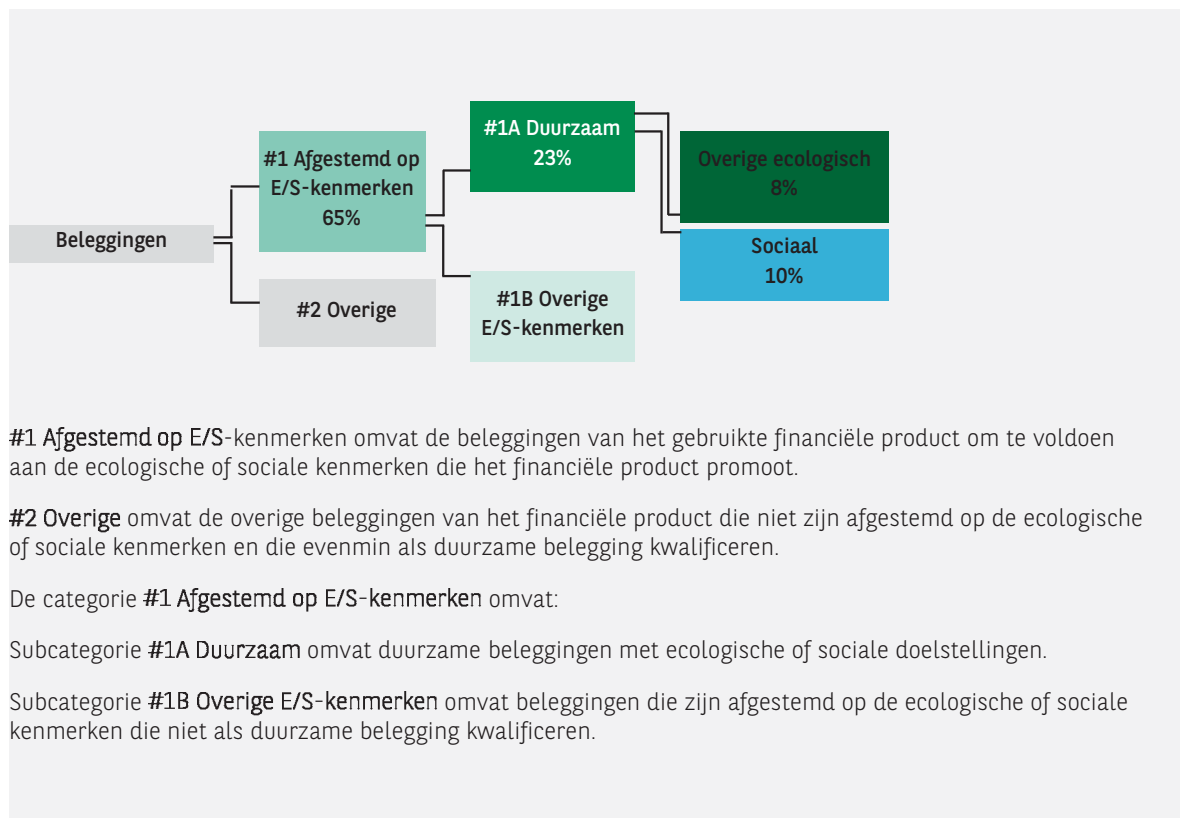 Beleggingen
#1 Afgestemd op
E/S-kenmerken
65%
#2 Overige
#1A Duurzaam
23%
#1B Overige
E/S-kenmerken
Overige ecologisch
8%
Sociaal
10%
#1 Afgestemd op E/S-kenmerken omvat de beleggingen van het gebruikte financiële product om te voldoen
aan de ecologische of sociale kenmerken die het financiële product promoot.
#2 Overige omvat de overige beleggingen van het financiële product die niet zijn afgestemd op de ecologische
of sociale kenmerken en die evenmin als duurzame belegging kwalificeren.
De categorie #1 Afgestemd op E/S-kenmerken omvat:
Subcategorie #1A Duurzaam omvat duurzame beleggingen met ecologische of sociale doelstellingen.
Subcategorie #1B Overige E/S-kenmerken omvat beleggingen die zijn afgestemd op de ecologische of sociale
kenmerken die niet als duurzame belegging kwalificeren.